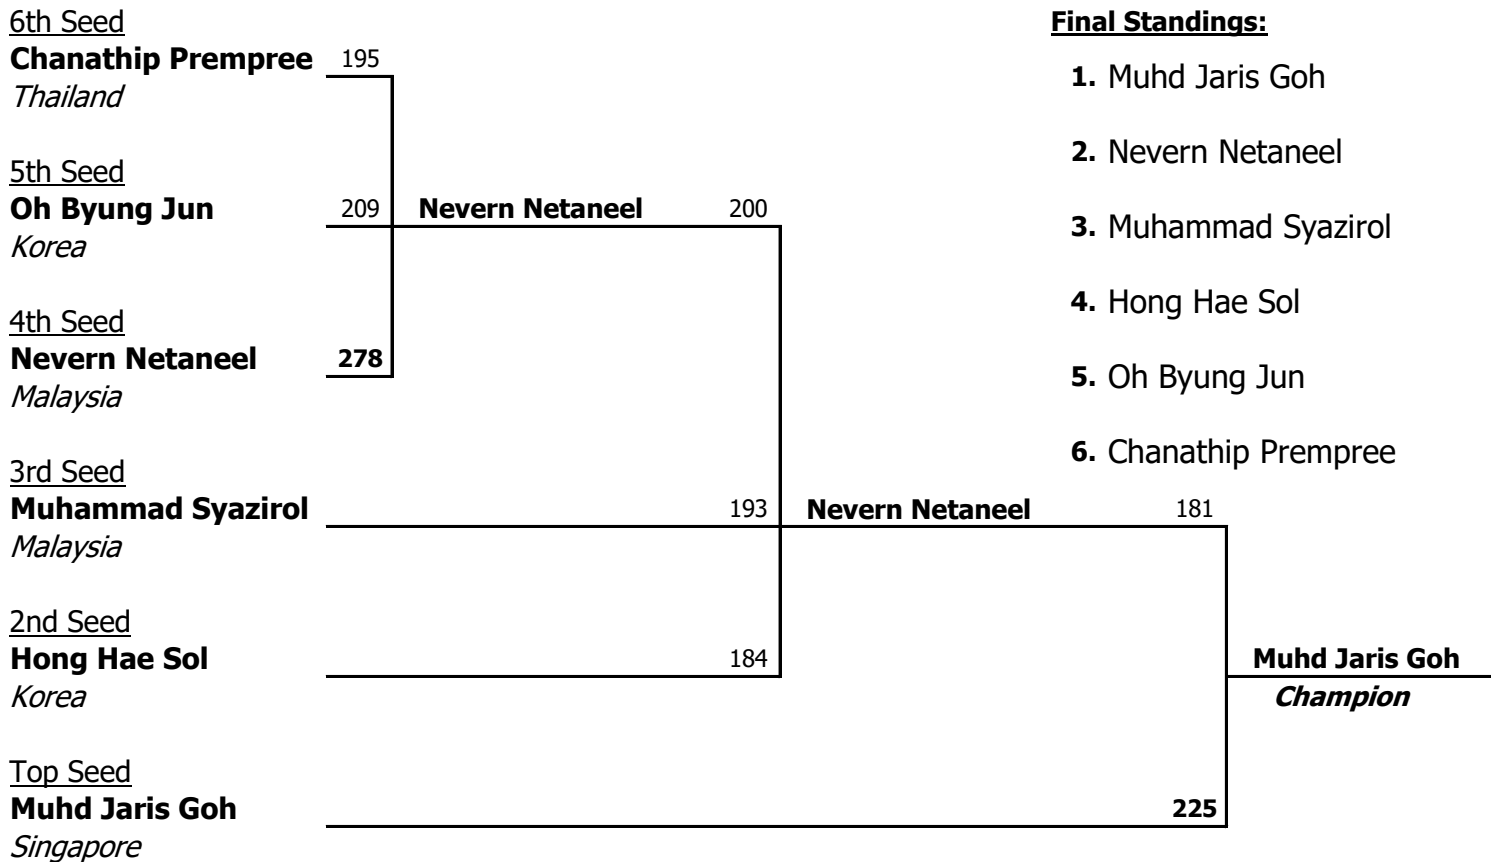 6th Seed
Chanathip Prempree 195
Thailand
5th Seed
Oh Byung Jun 209 Nevern Netaneel 200
Korea
4th Seed
Nevern Netaneel 278
Malaysia
3rd Seed
Muhammad Syazirol 193 Nevern Netaneel 181
Malaysia
2nd Seed
Hong Hae Sol 184 Muhd Jaris Goh
Korea Champion
Top Seed
Muhd Jaris Goh 225
Singapore
Final Standings:
1. Muhd Jaris Goh
2. Nevern Netaneel
3. Muhammad Syazirol
4. Hong Hae Sol
5. Oh Byung Jun
6. Chanathip Prempree